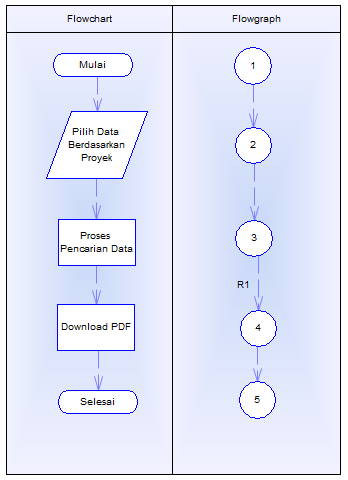 Flowchart
Flowgraph
Mulai
Pilih Data
Berdasarkan
Proyek
Proses
Pencarian Data
Download PDF
Selesai
1
2
3
R1
4
5